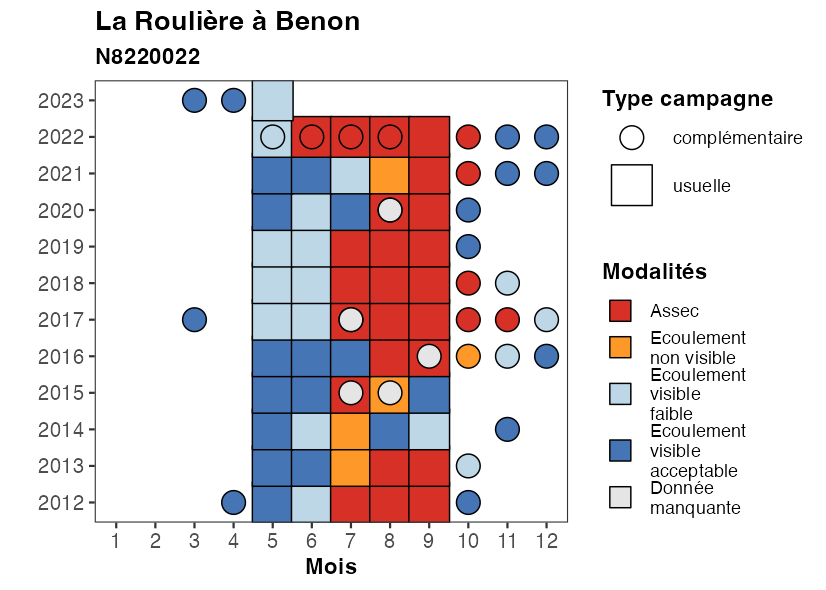 La Roulière à Benon
N8220022
2023
2022
2021
2020
2019
2018
2017
2016
2015
2014
2013
2012
1 2 3 4 5 6 7 8 9 10 11 12
Mois
Type campagne
complémentaire
usuelle
Modalités
Assec
Ecoulement
non visible
Ecoulement
visible
faible
Ecoulement
visible
acceptable
Donnée
manquante